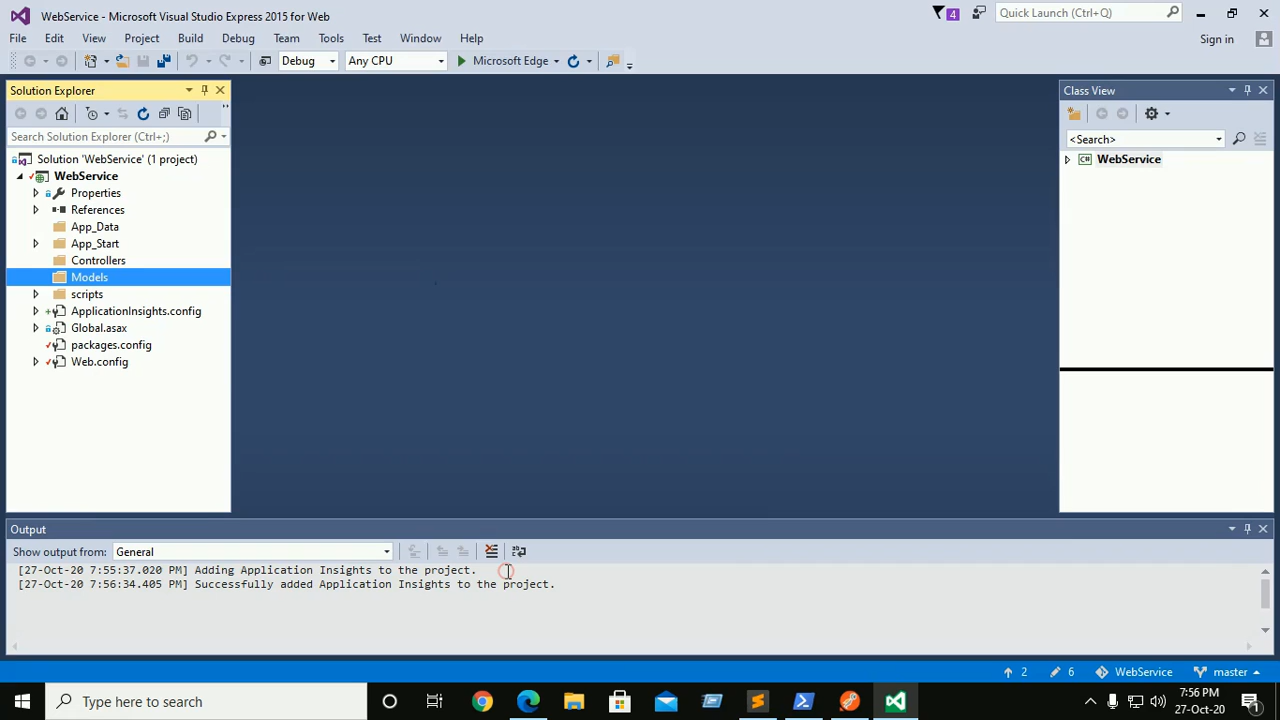 WebService - Microsoft Visual Studio Express 2015 for Web
4
Quick Launch (Ctrl+Q)
File Edit View Project Build Debug Team Tools Test Window Help
Sign in
Debug Any CPU Microsoft Edge
Solution Explorer
Search Solution Explorer (Ctrl+;)
Solution 'WebService' (1 project)
WebService
Properties
References
App_Data
App_Start
Controllers
Models
scripts
ApplicationInsights.config
Global.asax
packages.config
Web.config
Class View
<Search>
C# WebService
Output
Show output from: General
[27-Oct-20 7:55:37.020 PM] Adding Application Insights to the project.
[27-Oct-20 7:56:34.405 PM] Successfully added Application Insights to the project.
2 6 WebService master
Type here to search
7:56 PM
27-Oct-20
1